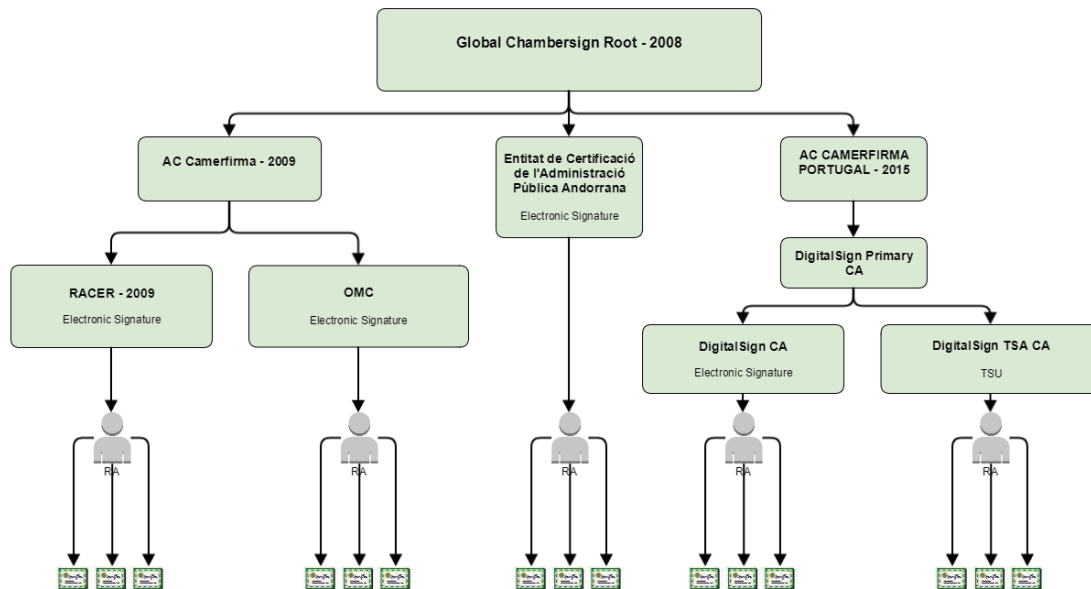 Global Chambersign Root - 2008
AC Camerfirma - 2009
Entitat de Certificació
de l'Administració
Pública Andorrana
Electronic Signature
AC CAMERFIRMA
PORTUGAL - 2015
DigitalSign Primary
CA
RACER - 2009
Electronic Signature
OMC
Electronic Signature
DigitalSign CA
Electronic Signature
DigitalSign TSA CA
TSU
RA
RA
RA
RA
RA